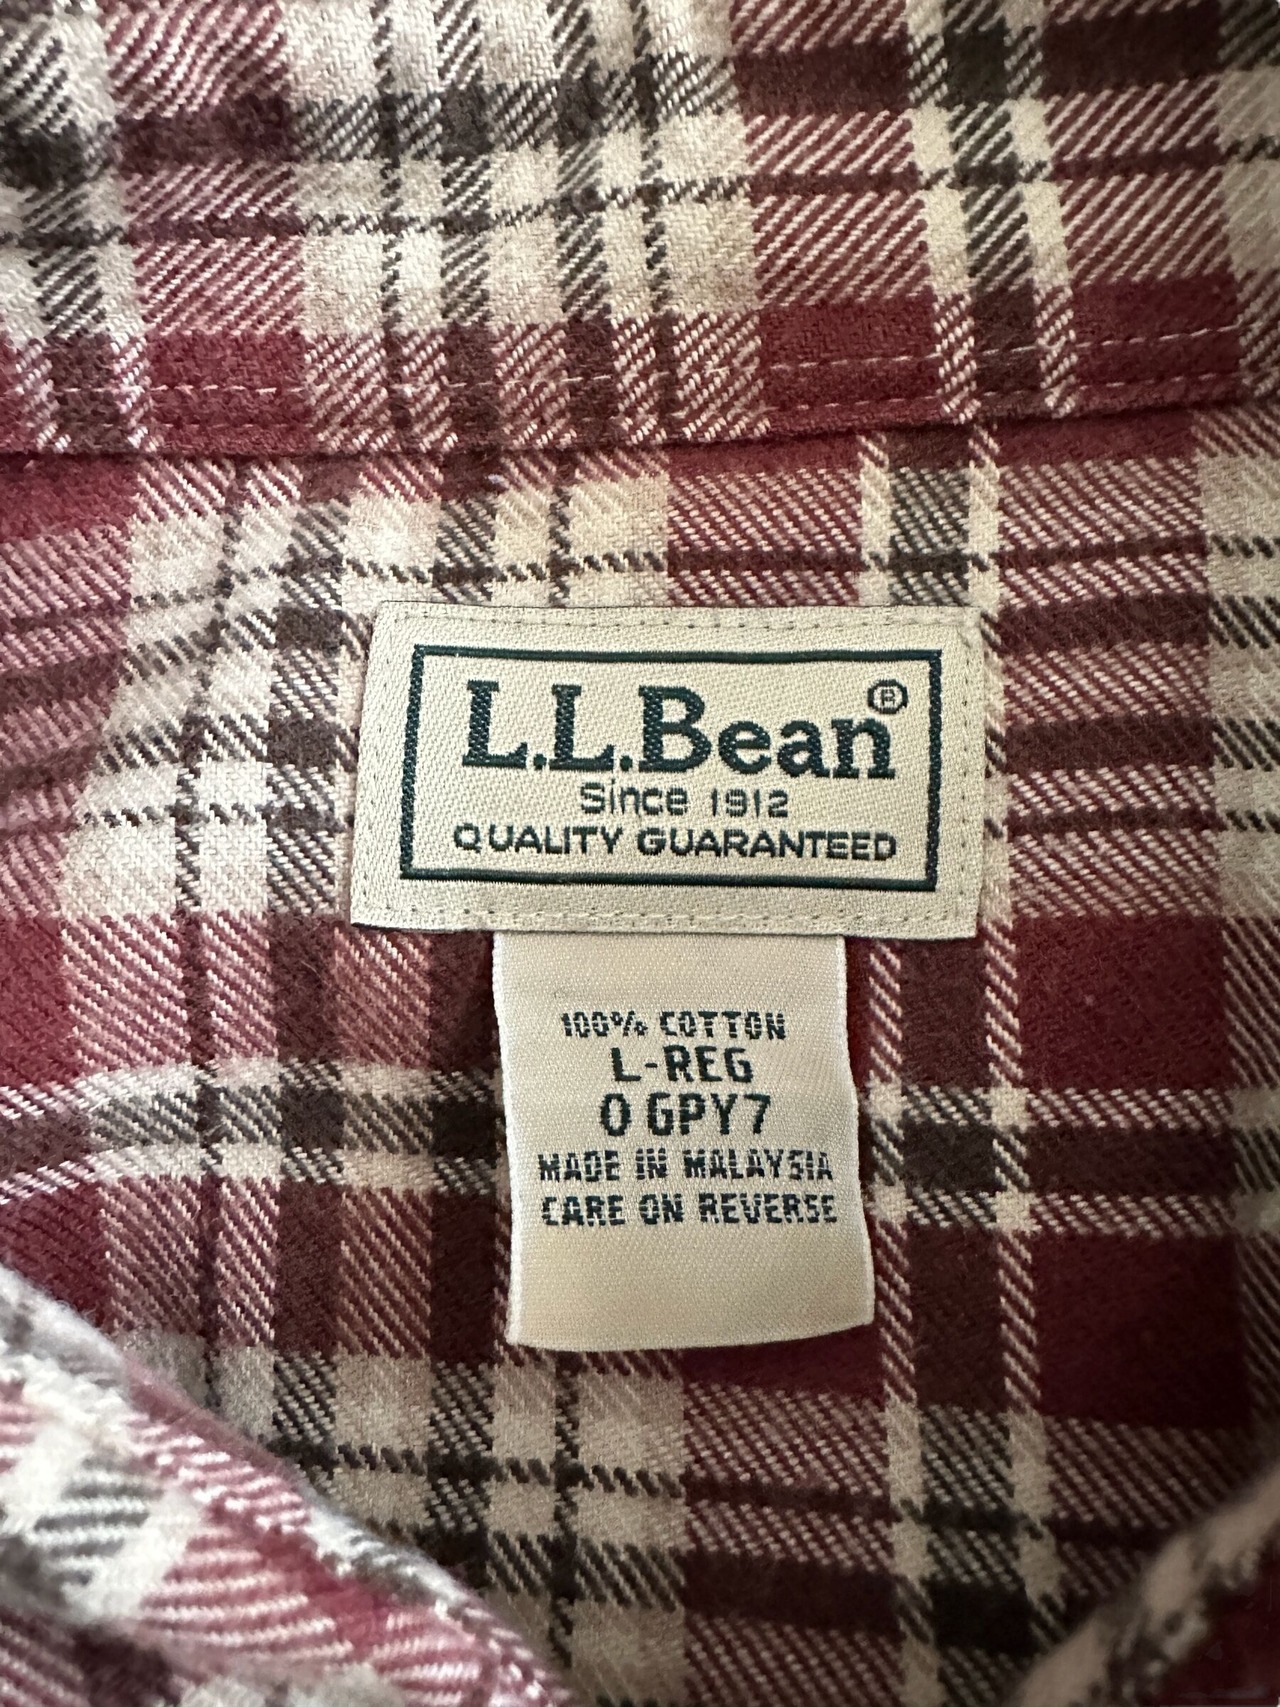 L.L.Bean®
Since 1912
QUALITY GUARANTEED
100% COTTON
L-REG
0 GPY7
MADE IN MALAYSIA
CARE ON REVERSE